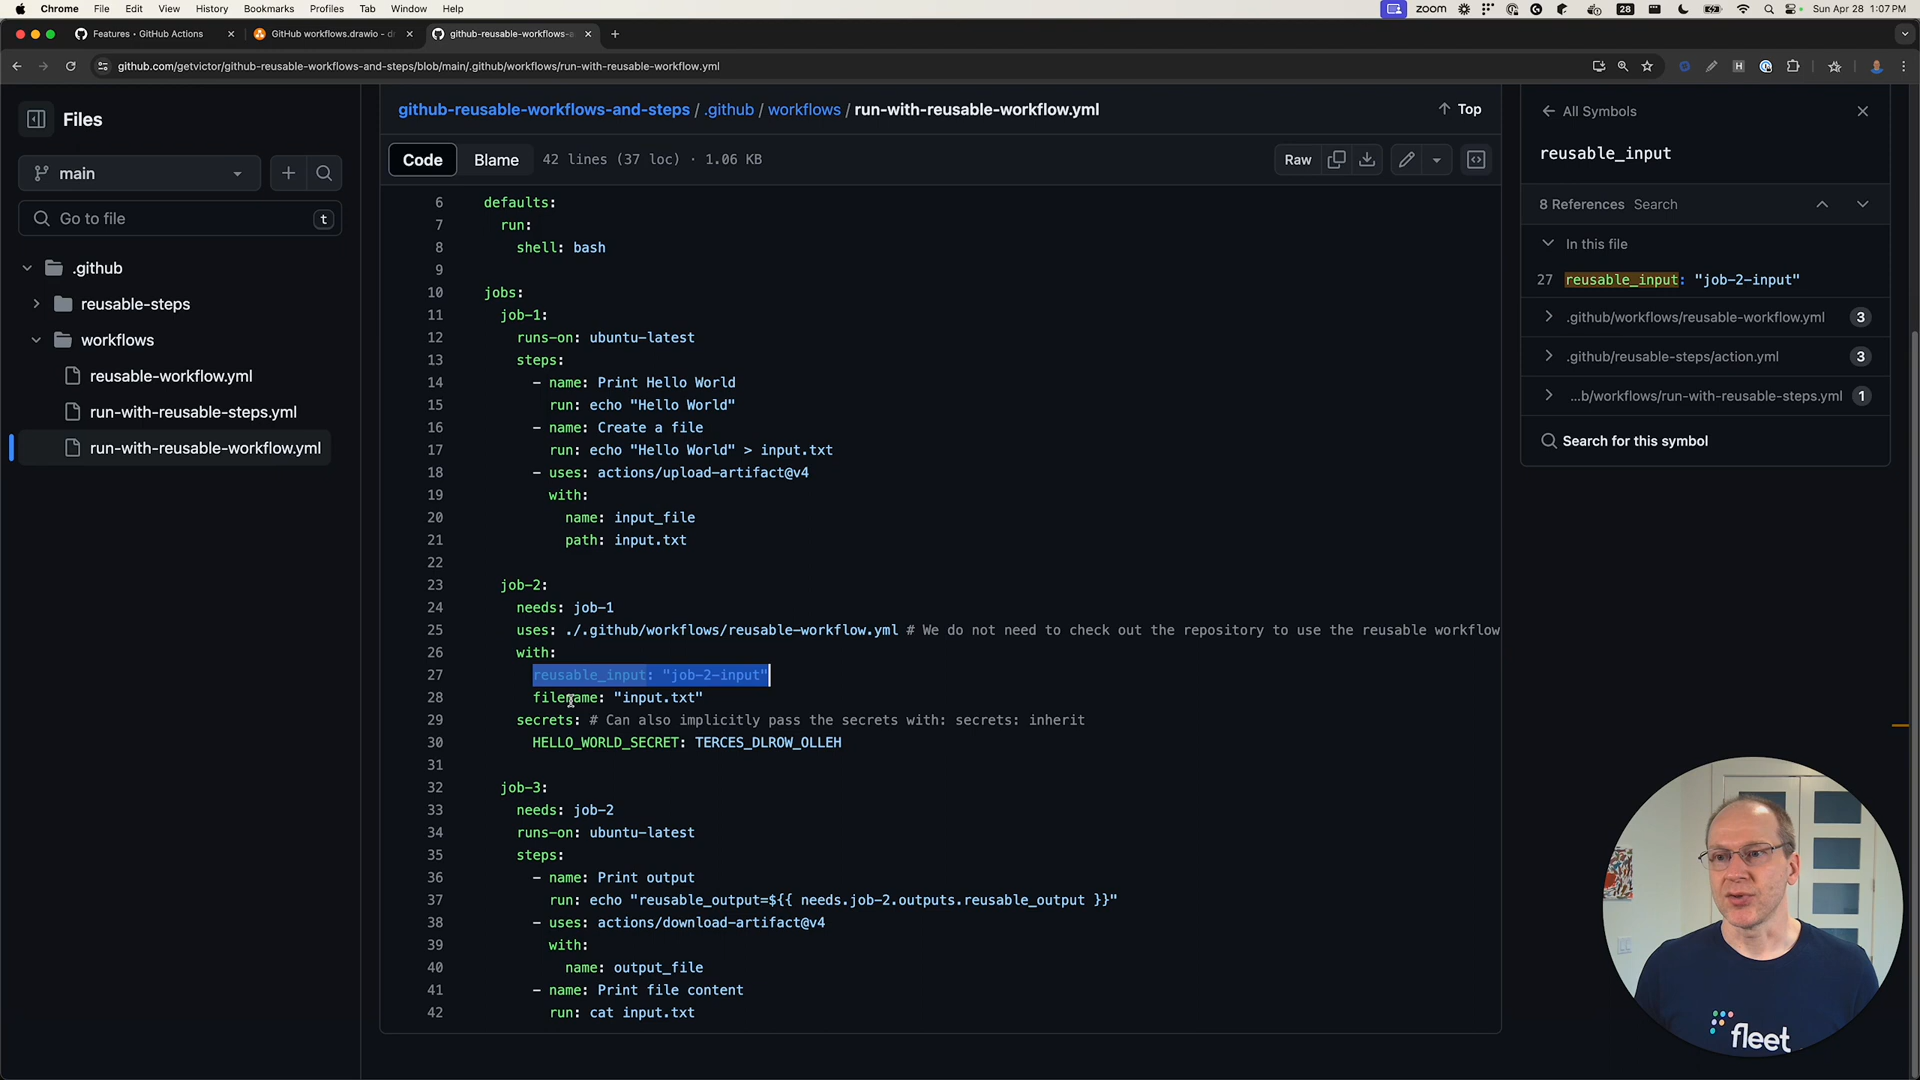 Chrome File Edit View History Bookmarks Profiles Tab Window Help zoom 28 Sun Apr 28 1:07 PM
Features · GitHub Actions
GitHub workflows.drawio - d
github-reusable-workflows-a
github.com/getvictor/github-reusable-workflows-and-steps/blob/main/.github/workflows/run-with-reusable-workflow.yml
Files
main
Go to file t
.github
reusable-steps
workflows
reusable-workflow.yml
run-with-reusable-steps.yml
run-with-reusable-workflow.yml
github-reusable-workflows-and-steps / .github / workflows / run-with-reusable-workflow.yml
Top
Code Blame 42 lines (37 loc) · 1.06 KB Raw
6 defaults:
7 run:
8 shell: bash
9
10 jobs:
11 job-1:
12 runs-on: ubuntu-latest
13 steps:
14 - name: Print Hello World
15 run: echo "Hello World"
16 - name: Create a file
17 run: echo "Hello World" > input.txt
18 - uses: actions/upload-artifact@v4
19 with:
20 name: input_file
21 path: input.txt
22
23 job-2:
24 needs: job-1
25 uses: ./.github/workflows/reusable-workflow.yml # We do not need to check out the repository to use the reusable workflow
26 with:
27 reusable_input: "job-2-input"
28 filename: "input.txt"
29 secrets: # Can also implicitly pass the secrets with: secrets: inherit
30 HELLO_WORLD_SECRET: TERCES_DLROW_OLLEH
31
32 job-3:
33 needs: job-2
34 runs-on: ubuntu-latest
35 steps:
36 - name: Print output
37 run: echo "reusable_output=${{ needs.job-2.outputs.reusable_output }}"
38 - uses: actions/download-artifact@v4
39 with:
40 name: output_file
41 - name: Print file content
42 run: cat input.txt
All Symbols
reusable_input
8 References Search
In this file
27 reusable_input: "job-2-input"
.github/workflows/reusable-workflow.yml 3
.github/reusable-steps/action.yml 3
...b/workflows/run-with-reusable-steps.yml 1
Search for this symbol
fleet